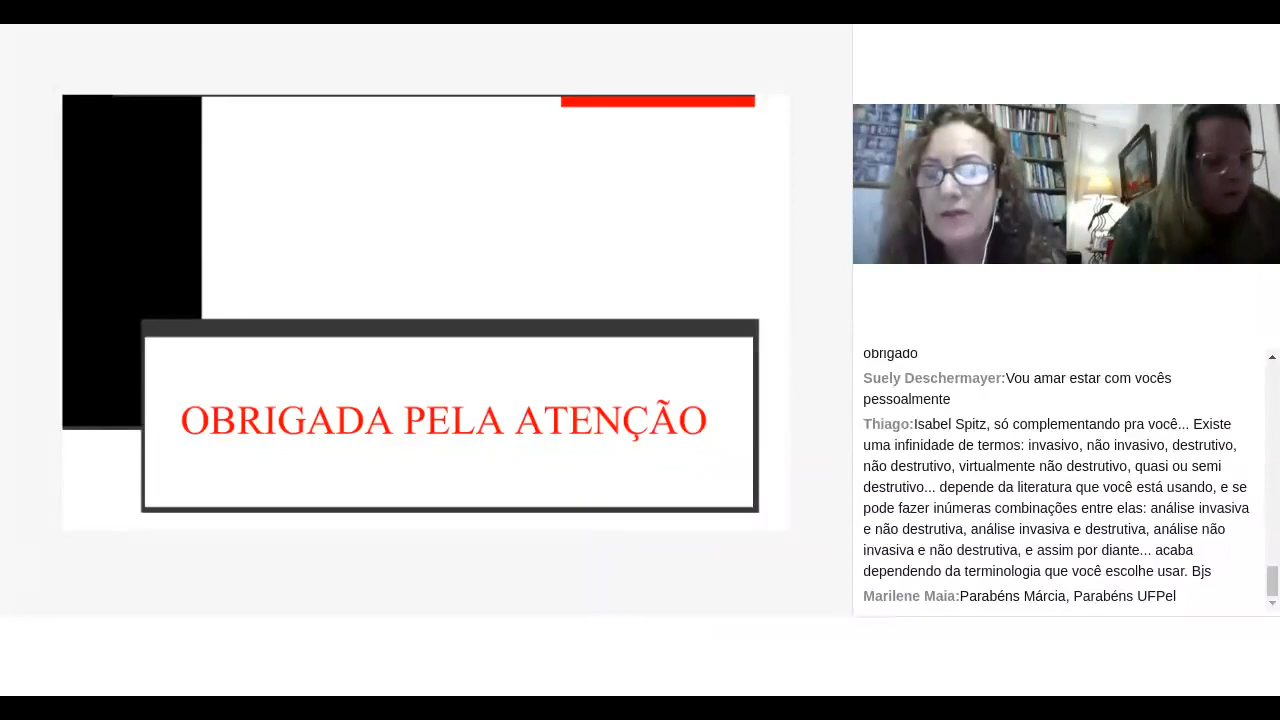 OBRIGADA PELA ATENÇÃO
obrigado
Suely Deschermayer:Vou amar estar com vocês
pessoalmente
Thiago:Isabel Spitz, só complementando pra você... Existe
uma infinidade de termos: invasivo, não invasivo, destrutivo,
não destrutivo, virtualmente não destrutivo, quasi ou semi
destrutivo... depende da literatura que você está usando, e se
pode fazer inúmeras combinações entre elas: análise invasiva
e não destrutiva, análise invasiva e destrutiva, análise não
invasiva e não destrutiva, e assim por diante... acaba
dependendo da terminologia que você escolhe usar. Bjs
Marilene Maia:Parabéns Márcia, Parabéns UFPel